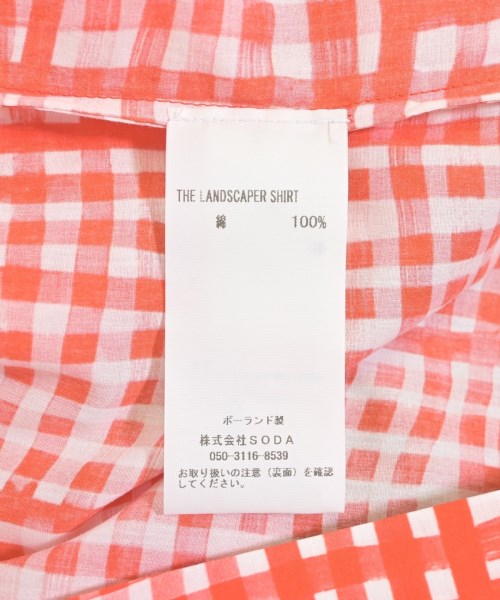 THE LANDSCAPER SHIRT
綿 100%
ポーランド製
株式会社SODA
050-3116-8539
お取り扱いの注意（裏面）を確認
してください。